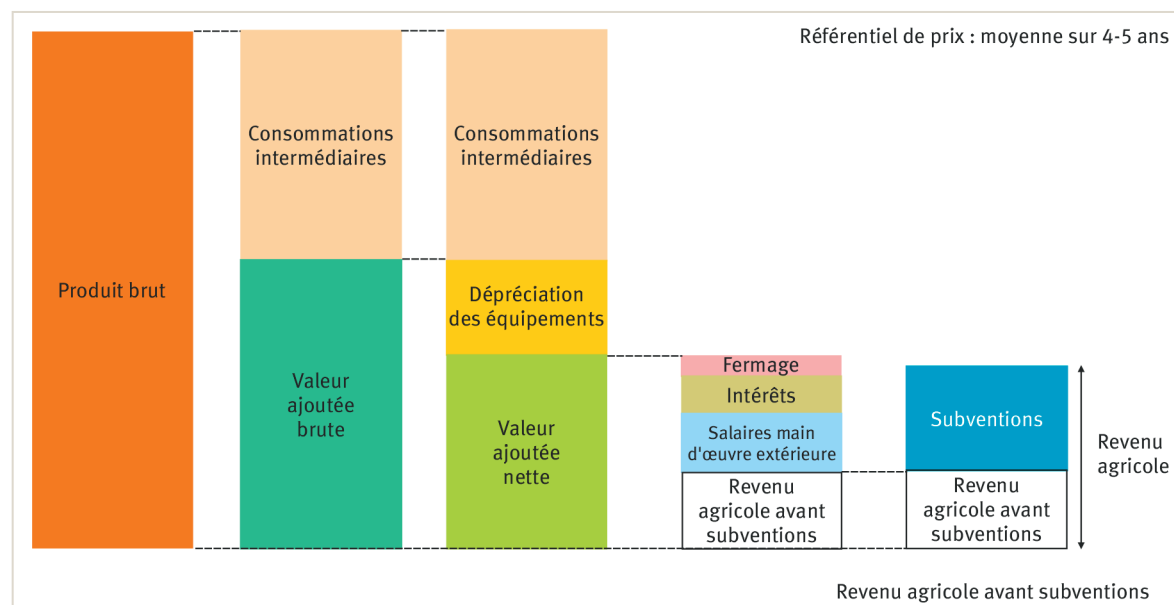 Référentiel de prix : moyenne sur 4-5 ans
Produit brut
Consommations
intermédiaires
Valeur
ajoutée
brute
Consommations
intermédiaires
Dépréciation
des équipements
Valeur
ajoutée
nette
Fermage
Intérêts
Salaires main
d'œuvre extérieure
Revenu
agricole avant
subventions
Subventions
Revenu
agricole avant
subventions
Revenu
agricole
Revenu agricole avant subventions